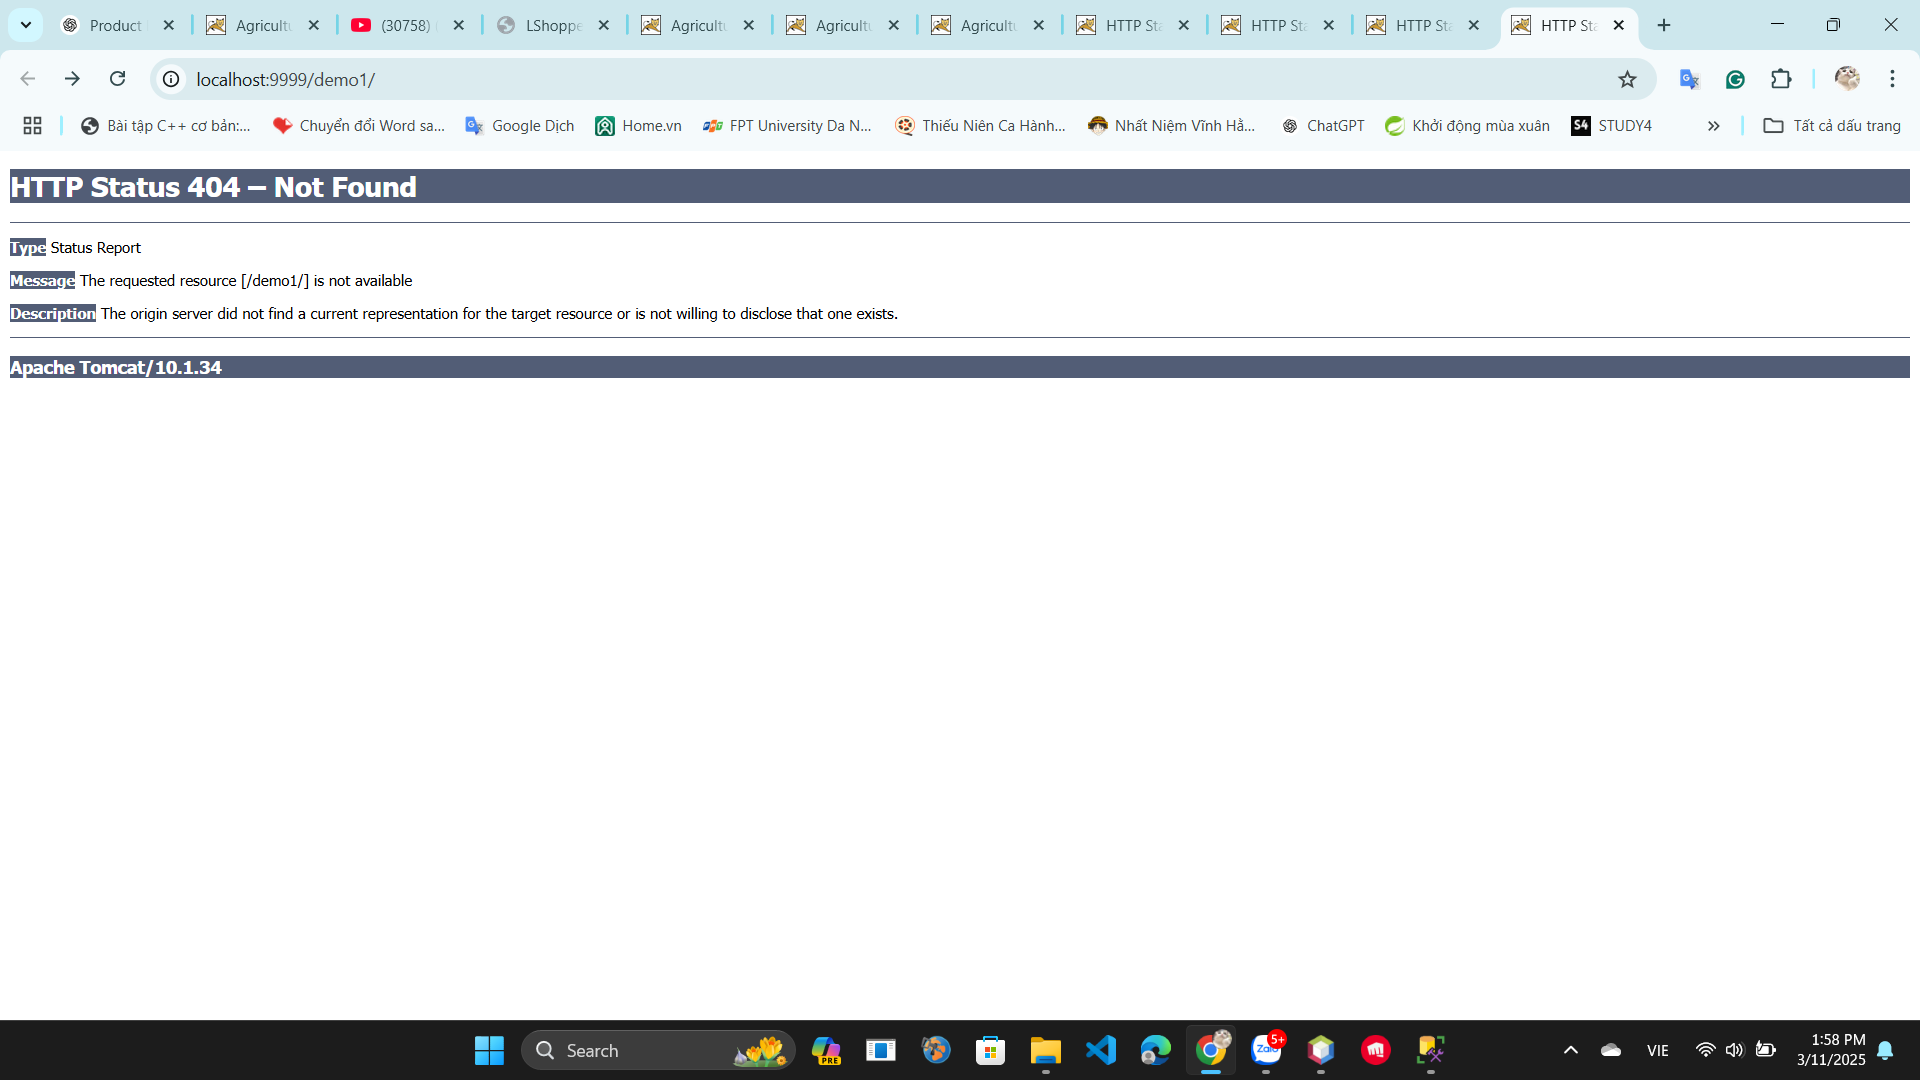 Product
Agricultu
(30758)
LShoppe
Agricultu
Agricultu
Agricultu
HTTP Sta
HTTP Sta
HTTP Sta
HTTP Sta
localhost:9999/demo1/
Bài tập C++ cơ bản:...
Chuyển đổi Word sa...
Google Dịch
Home.vn
FPT University Da N...
Thiếu Niên Ca Hành...
Nhất Niệm Vĩnh Hằ...
ChatGPT
Khởi động mùa xuân
S4 STUDY4
Tất cả dấu trang
HTTP Status 404 – Not Found
Type Status Report
Message The requested resource [/demo1/] is not available
Description The origin server did not find a current representation for the target resource or is not willing to disclose that one exists.
Apache Tomcat/10.1.34
Search
PRE
Zalo
5+
VIE
1:58 PM
3/11/2025